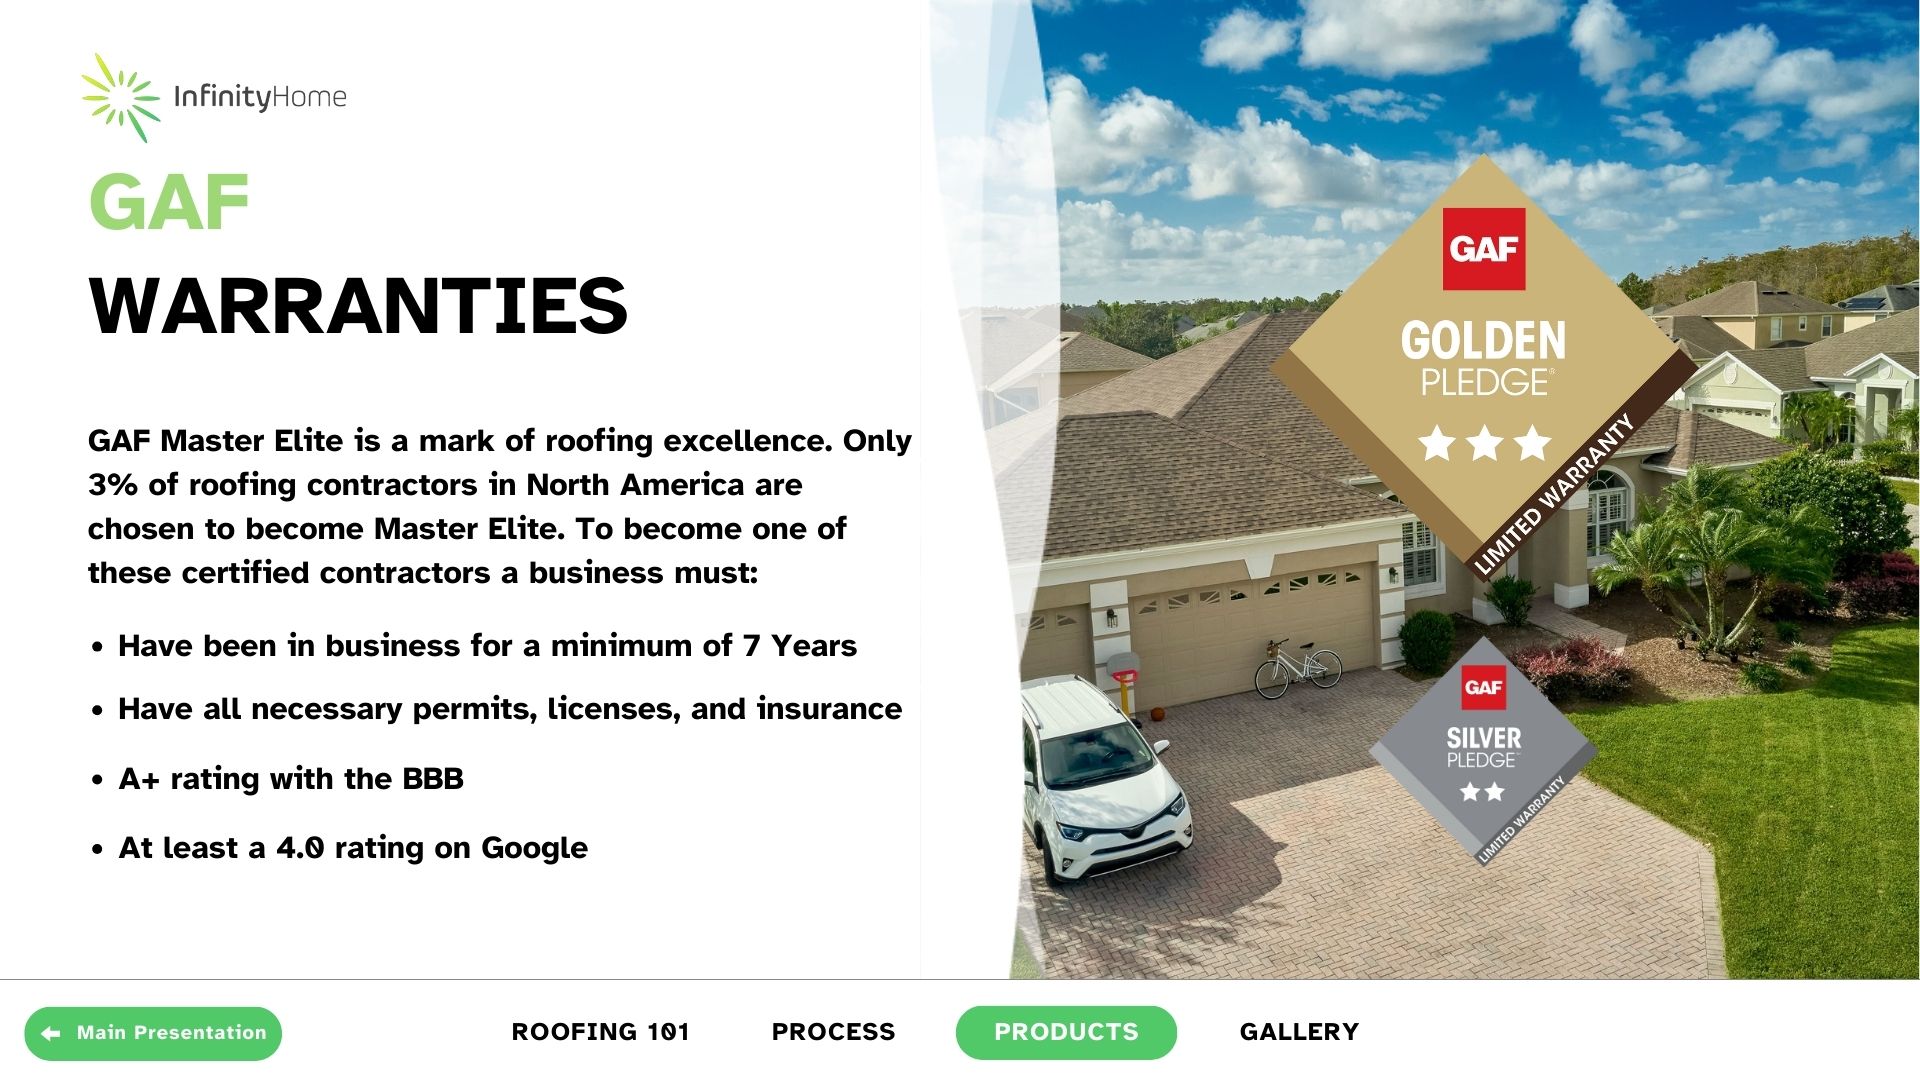 InfinityHome
GAF
WARRANTIES
GAF Master Elite is a mark of roofing excellence. Only
3% of roofing contractors in North America are
chosen to become Master Elite. To become one of
these certified contractors a business must:
• Have been in business for a minimum of 7 Years
• Have all necessary permits, licenses, and insurance
• A+ rating with the BBB
• At least a 4.0 rating on Google
GAF
GOLDEN
PLEDGE®
LIMITED WARRANTY
GAF
SILVER
PLEDGE™
LIMITED WARRANTY
Main Presentation
ROOFING 101
PROCESS
PRODUCTS
GALLERY